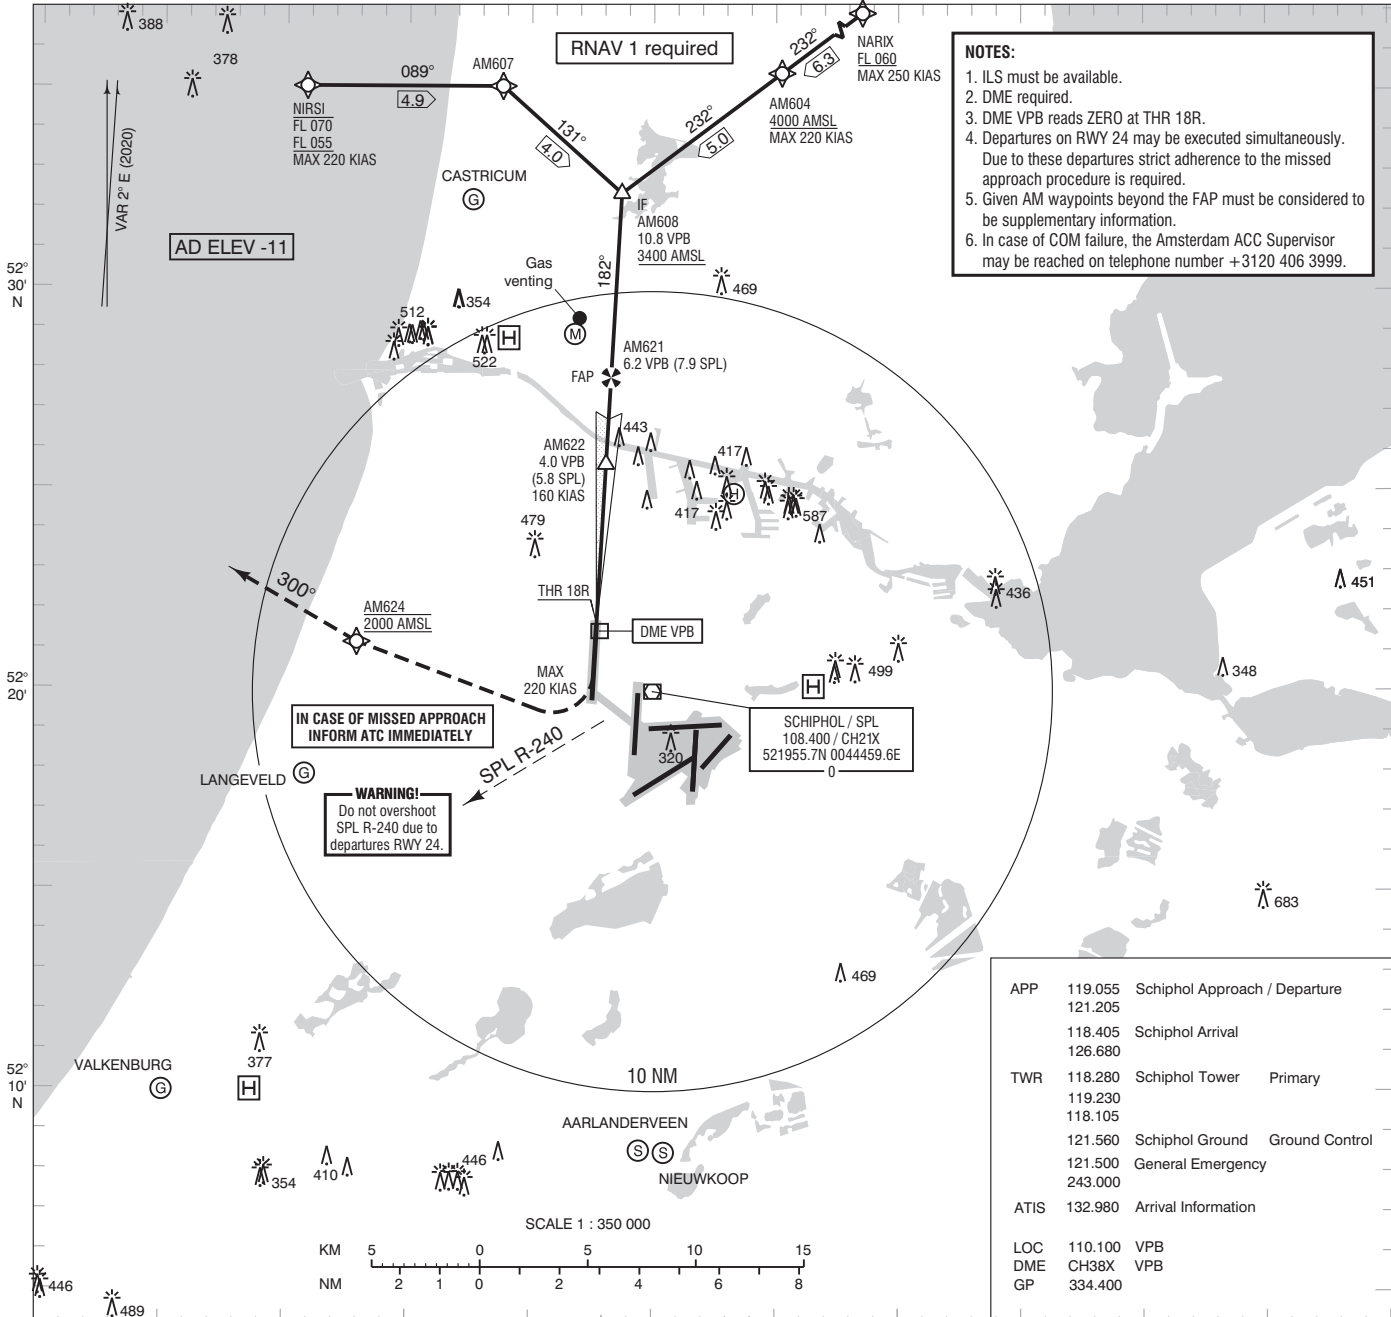 388
378
RNAV 1 required
232°
6.3
NARIX
FL 060
MAX 250 KIAS
089°
4.9
AM607
NIRSI
FL 070
FL 055
MAX 220 KIAS
131°
4.0
232°
5.0
AM604
4000 AMSL
MAX 220 KIAS
NOTES:
1. ILS must be available.
2. DME required.
3. DME VPB reads ZERO at THR 18R.
4. Departures on RWY 24 may be executed simultaneously.
Due to these departures strict adherence to the missed
approach procedure is required.
5. Given AM waypoints beyond the FAP must be considered to
be supplementary information.
6. In case of COM failure, the Amsterdam ACC Supervisor
may be reached on telephone number +3120 406 3999.
VAR 2° E (2020)
CASTRICUM
G
AD ELEV -11
IF
AM608
10.8 VPB
3400 AMSL
182°
52°
30'
N
Gas
venting
M
469
354
512
522
H
AM621
6.2 VPB (7.9 SPL)
FAP
443
AM622
4.0 VPB
(5.8 SPL)
160 KIAS
417
H
417
587
479
451
436
300°
THR 18R
AM624
2000 AMSL
DME VPB
499
348
52°
20'
MAX
220 KIAS
H
IN CASE OF MISSED APPROACH
INFORM ATC IMMEDIATELY
SPL R-240
320
SCHIPHOL / SPL
108.400 / CH21X
521955.7N 0044459.6E
0
LANGEVELD
G
WARNING!
Do not overshoot
SPL R-240 due to
departures RWY 24.
683
469
377
VALKENBURG
G
H
52°
10'
N
10 NM
AARLANDERVEEN
S
S
NIEUWKOOP
354
410
446
446
489
SCALE 1 : 350 000
KM 5 0 5 10 15
NM 2 1 0 2 4 6 8
APP 119.055 Schiphol Approach / Departure
121.205
118.405 Schiphol Arrival
126.680
TWR 118.280 Schiphol Tower Primary
119.230
118.105
121.560 Schiphol Ground Ground Control
121.500 General Emergency
243.000
ATIS 132.980 Arrival Information
LOC 110.100 VPB
DME CH38X VPB
GP 334.400